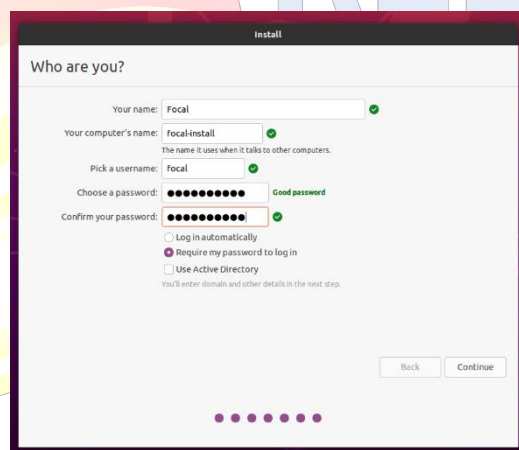 Install
Who are you?
Your name: Focal
Your computer's name: focal-install
The name it uses when it talks to other computers.
Pick a username: focal
Choose a password: ●●●●●●●●●● Good password
Confirm your password: ●●●●●●●●●●
Log in automatically
Require my password to log in
Use Active Directory
You'll enter domain and other details in the next step.
Back Continue